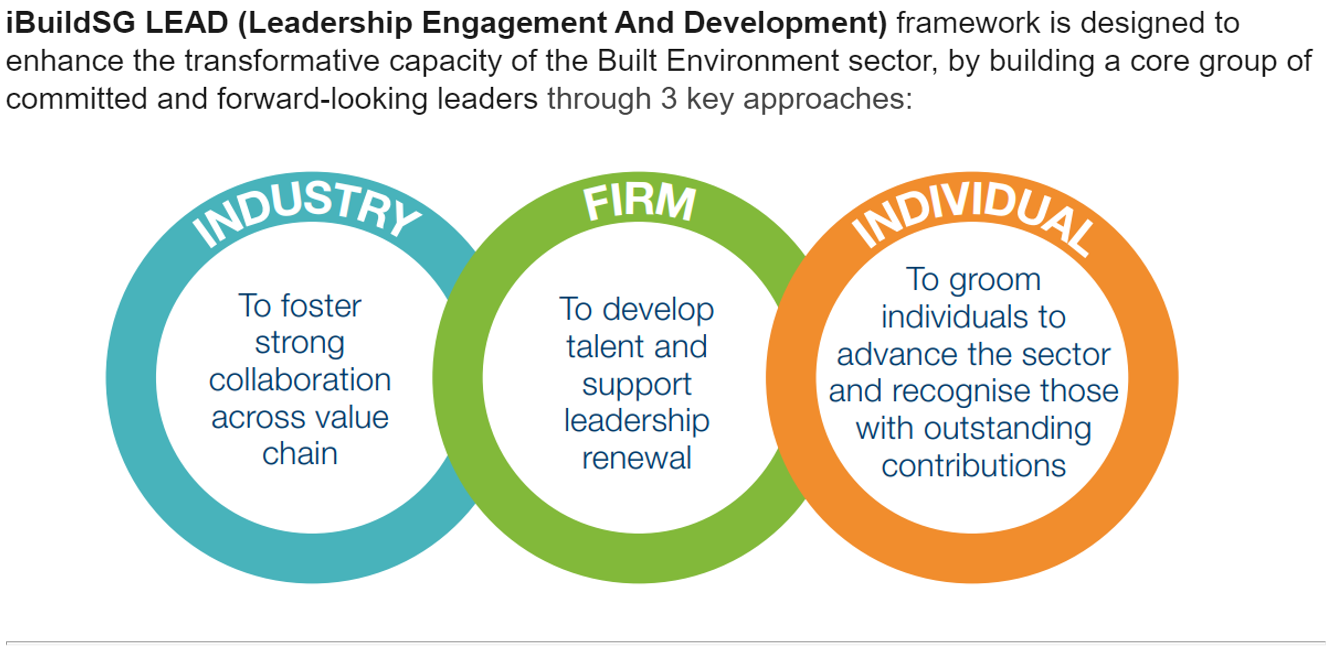 iBuildSG LEAD (Leadership Engagement And Development) framework is designed to
enhance the transformative capacity of the Built Environment sector, by building a core group of
committed and forward-looking leaders through 3 key approaches:
INDUSTRY
To foster
strong
collaboration
across value
chain
FIRM
To develop
talent and
support
leadership
renewal
INDIVIDUAL
To groom
individuals to
advance the sector
and recognise those
with outstanding
contributions